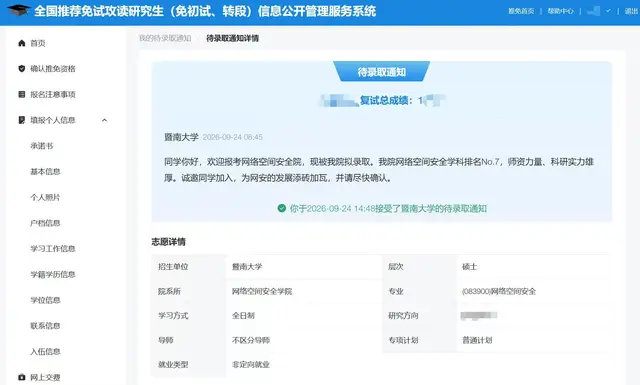 全国推荐免试攻读研究生（免初试、转段）信息公开管理服务系统
推免首页 | 帮助中心 | 退出
首页
确认推免资格
报名注意事项
填报个人信息
承诺书
基本信息
个人照片
户档信息
学习工作信息
学籍学历信息
学位信息
联系信息
入伍信息
网上交费
我的待录取通知 待录取通知详情
待录取通知
复试总成绩：1
暨南大学 2026-09-24 08:45
同学你好，欢迎报考网络空间安全院，现被我院拟录取。我院网络空间安全学科排名No.7，师资力量、科研实力雄
厚。诚邀同学加入，为网安的发展添砖加瓦，并请尽快确认。
你于2026-09-24 14:48接受了暨南大学的待录取通知
志愿详情
招生单位 暨南大学 层次 硕士
院系所 网络空间安全学院 专业 (083900)网络空间安全
学习方式 全日制 研究方向
导师 不区分导师 专项计划 普通计划
就业类型 非定向就业